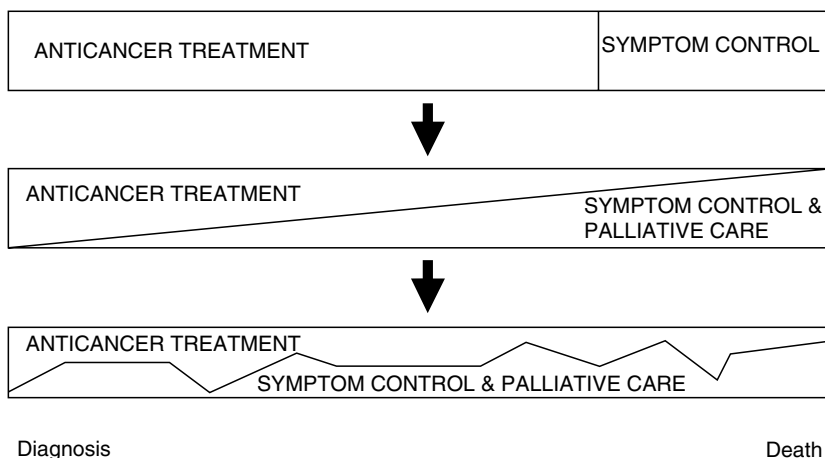 ANTICANCER TREATMENT
SYMPTOM CONTROL
ANTICANCER TREATMENT
SYMPTOM CONTROL &
PALLIATIVE CARE
ANTICANCER TREATMENT
SYMPTOM CONTROL & PALLIATIVE CARE
Diagnosis
Death